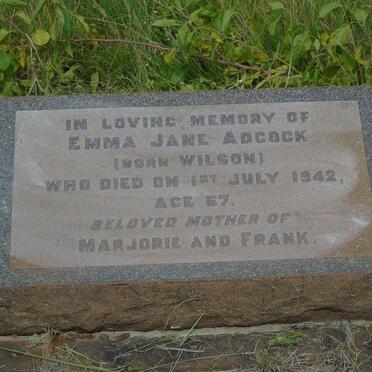 IN LOVING MEMORY OF
EMMA JANE ADCOCK
(BORN WILSON)
WHO DIED ON 1ST JULY 1942,
AGE 67.
BELOVED MOTHER OF
MARJORIE AND FRANK.